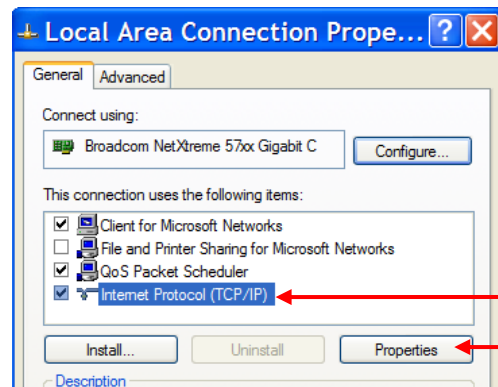 Local Area Connection Prope...
General Advanced
Connect using:
Broadcom NetXtreme 57xx Gigabit C Configure...
This connection uses the following items:
Client for Microsoft Networks
File and Printer Sharing for Microsoft Networks
QoS Packet Scheduler
Internet Protocol (TCP/IP)
Install... Uninstall Properties
Description